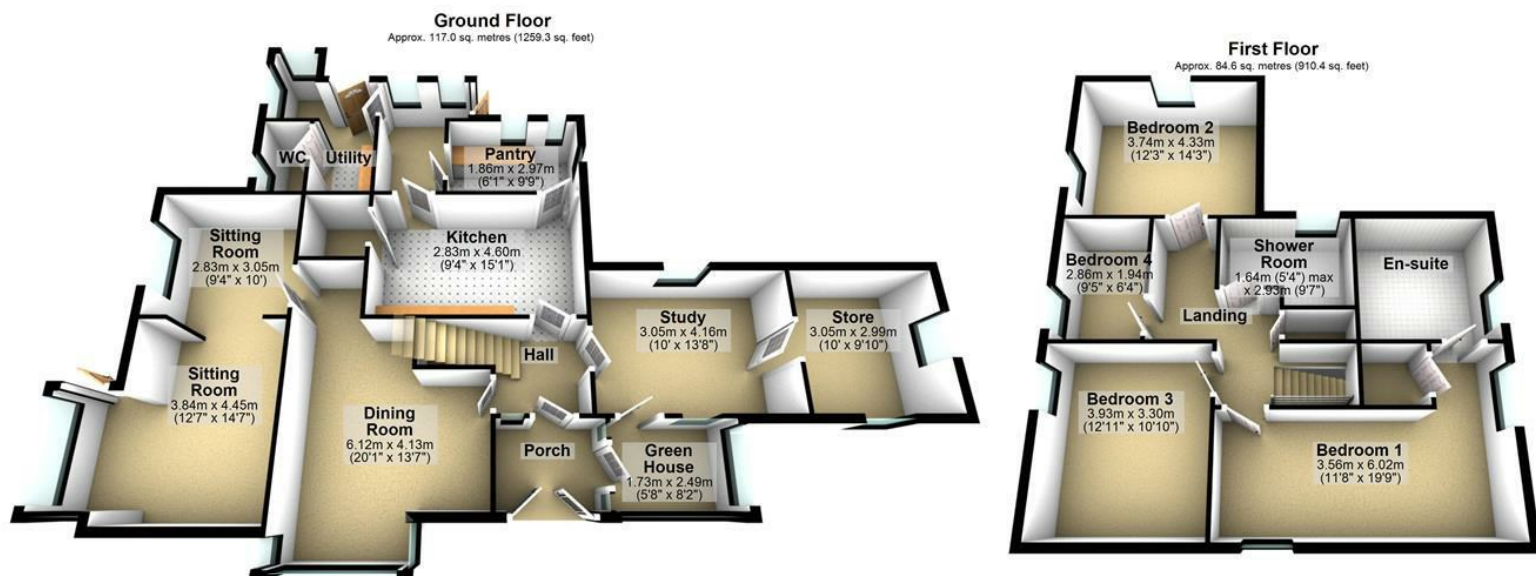 Ground Floor
Approx. 117.0 sq. metres (1259.3 sq. feet)
WC
Utility
Pantry
1.86m x 2.97m
(6'1" x 9'9")
Sitting
Room
2.83m x 3.05m
(9'4" x 10')
Kitchen
2.83m x 4.60m
(9'4" x 15'1")
Study
3.05m x 4.16m
(10' x 13'8")
Store
3.05m x 2.99m
(10' x 9'10")
Hall
Sitting
Room
3.84m x 4.45m
(12'7" x 14'7")
Dining
Room
6.12m x 4.13m
(20'1" x 13'7")
Porch
Green
House
1.73m x 2.49m
(5'8" x 8'2")
First Floor
Approx. 84.6 sq. metres (910.4 sq. feet)
Bedroom 2
3.74m x 4.33m
(12'3" x 14'3")
Bedroom 4
2.86m x 1.94m
(9'5" x 6'4")
Shower
Room
1.64m (5'4") max
x 2.93m (9'7")
En-suite
Landing
Bedroom 3
3.93m x 3.30m
(12'11" x 10'10")
Bedroom 1
3.56m x 6.02m
(11'8" x 19'9")